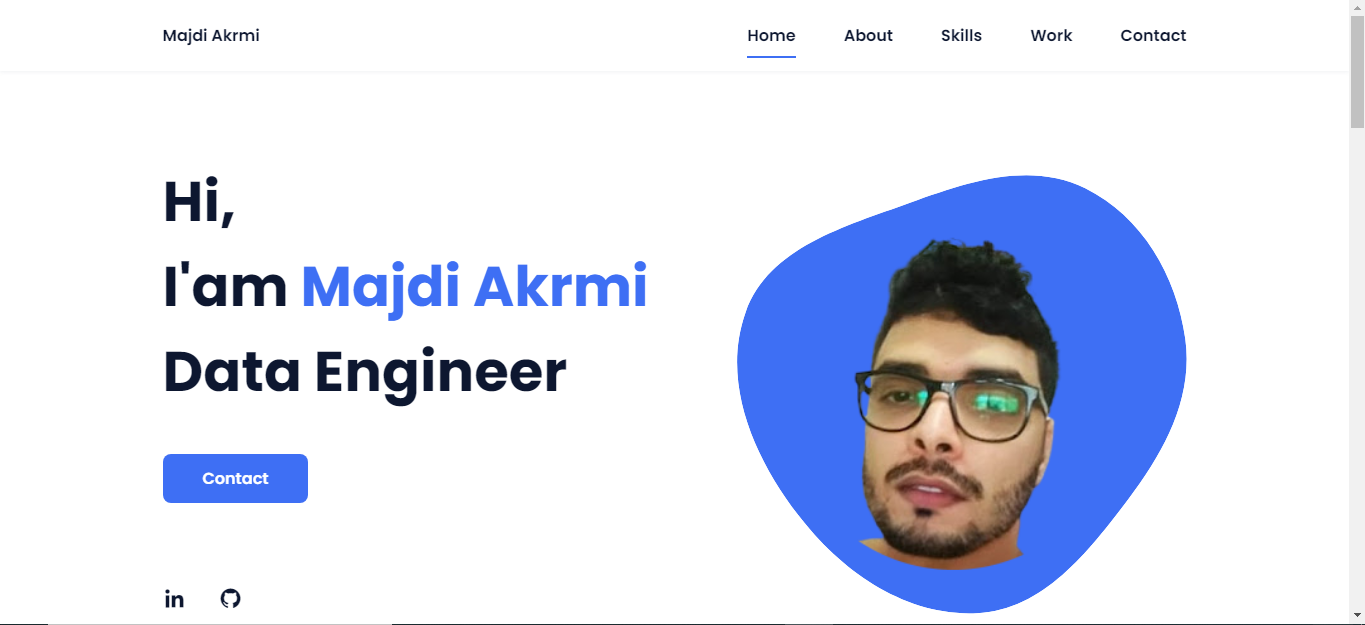 Majdi Akrmi
Home About Skills Work Contact
Hi,
I'am Majdi Akrmi
Data Engineer
Contact
in